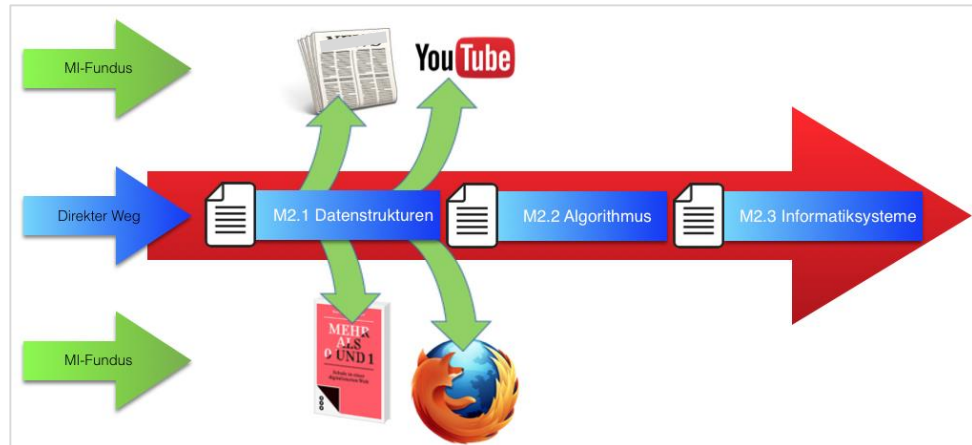 MI-Fundus
NEWS
YouTube
Direkter Weg
M2.1 Datenstrukturen
M2.2 Algorithmus
M2.3 Informatiksysteme
MI-Fundus
MEHR
ALS
0 UND 1